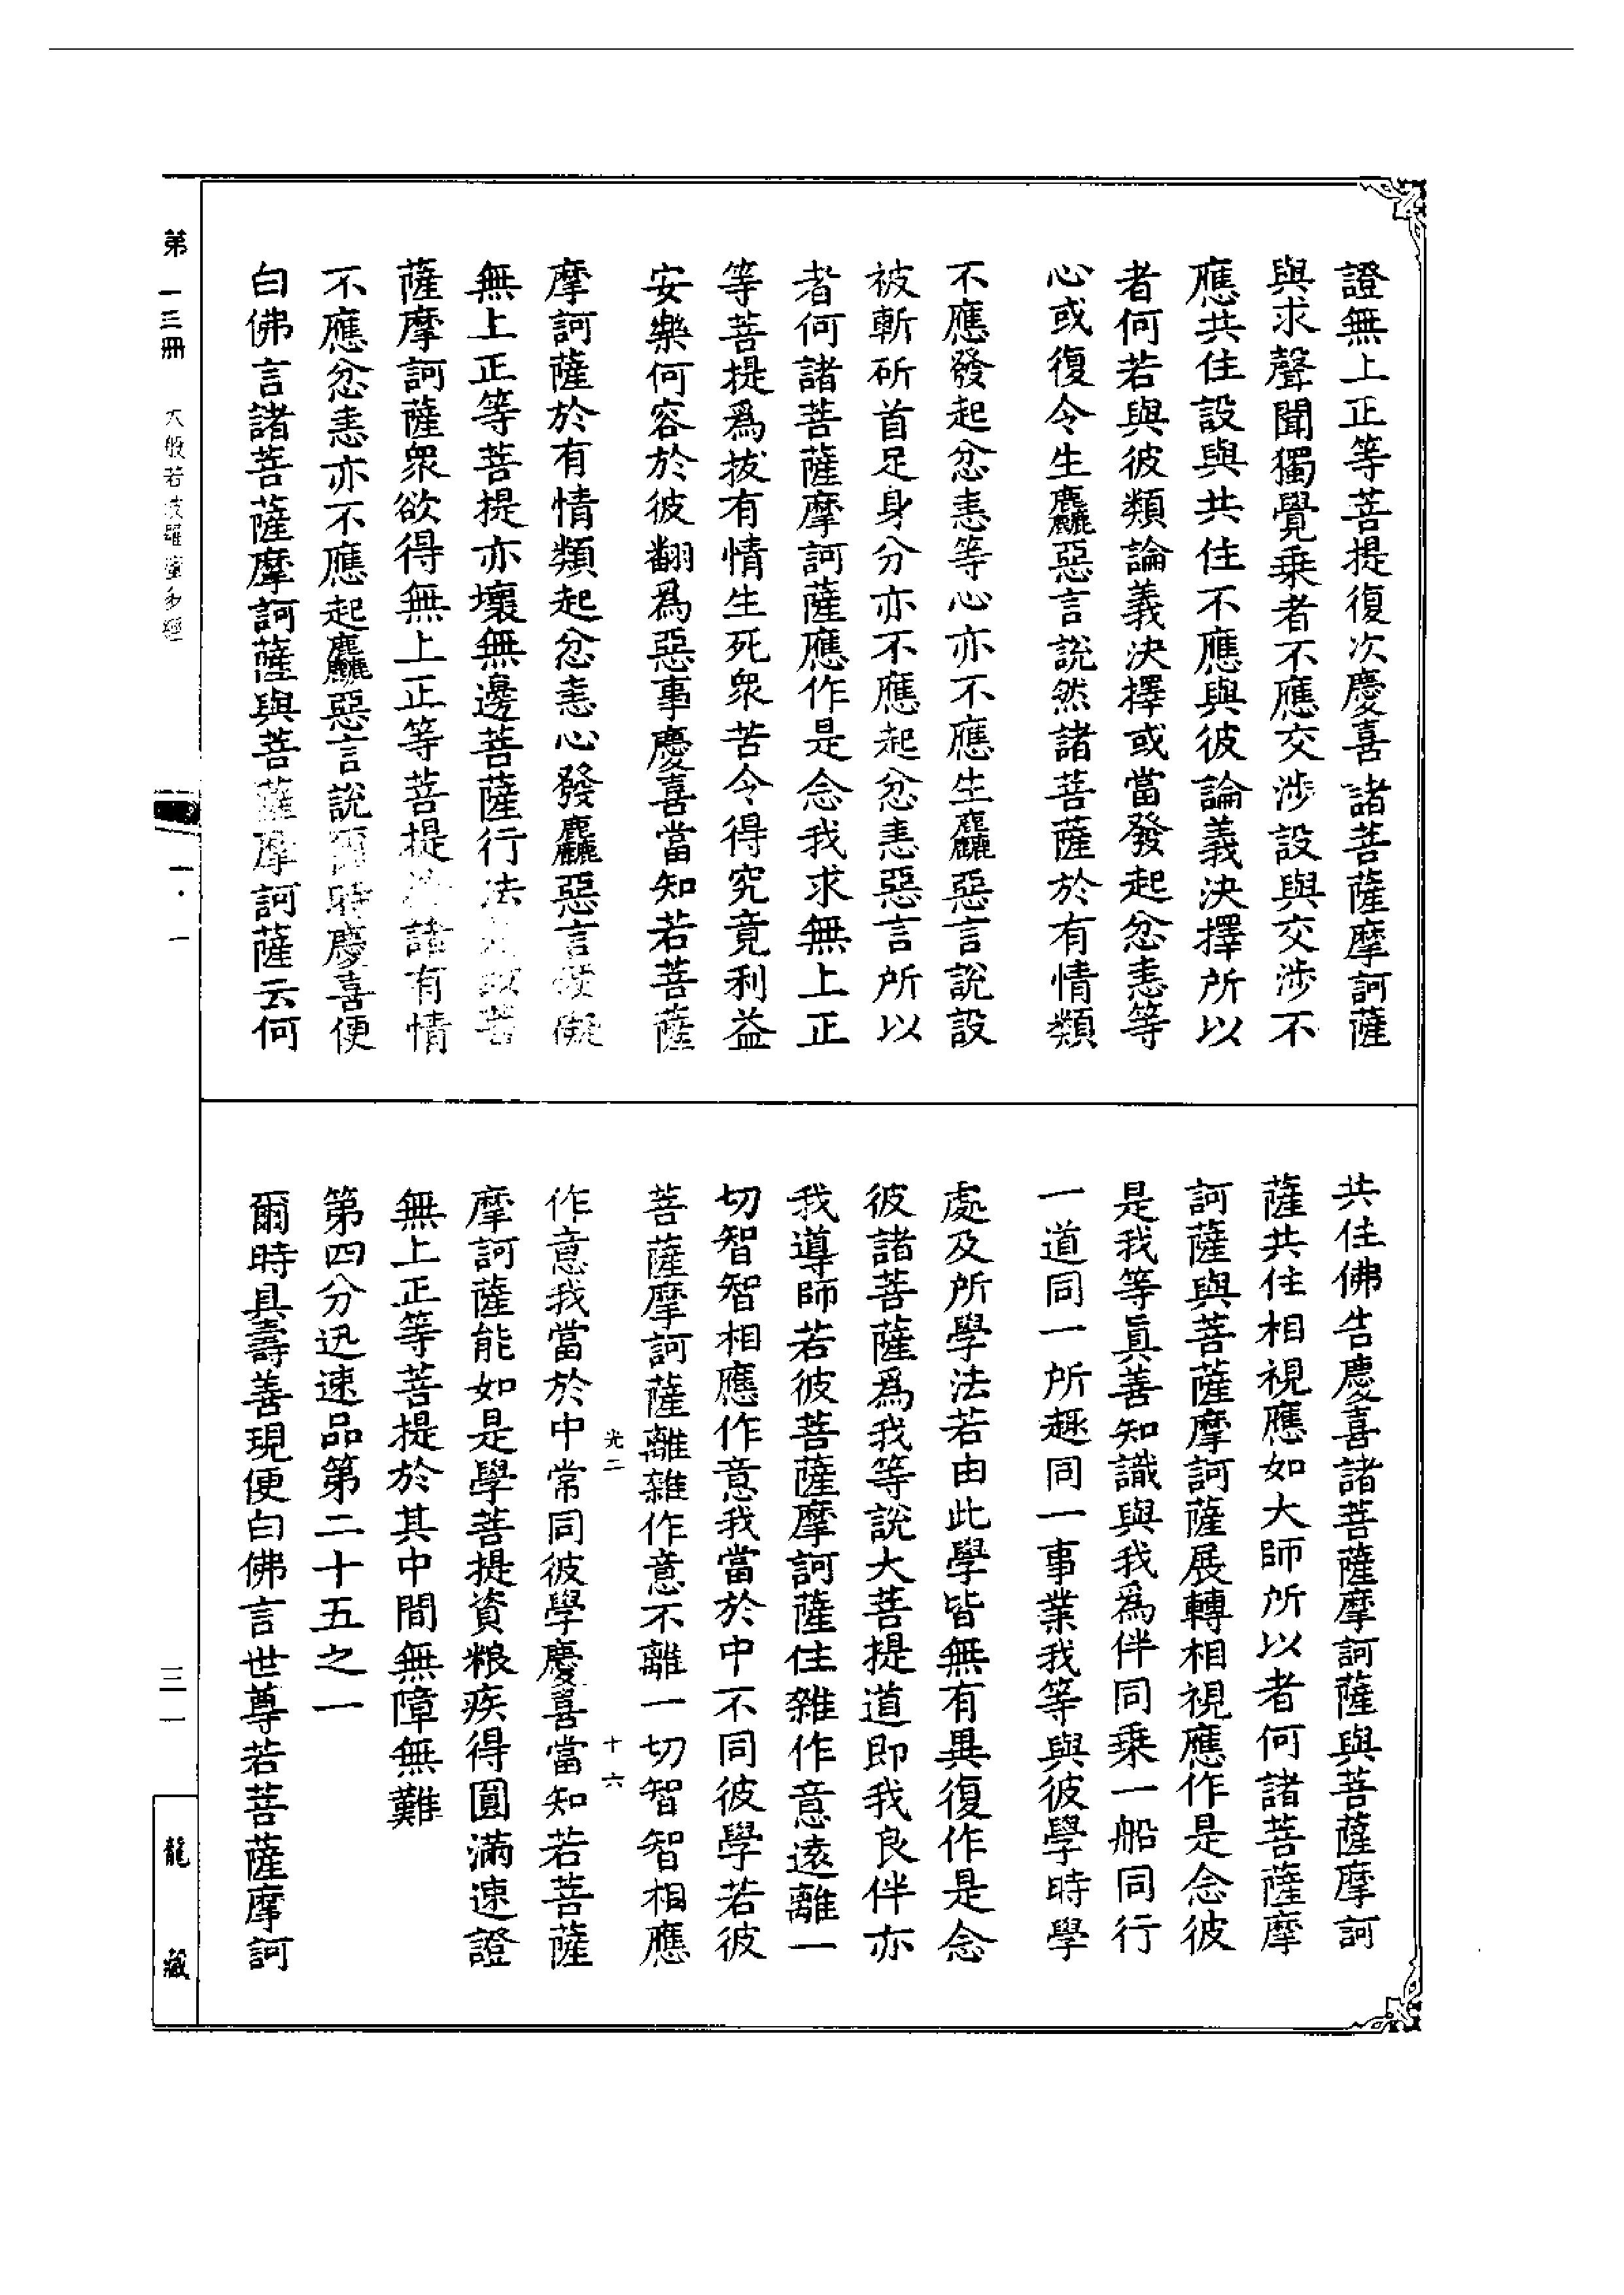 證無上正等菩提復次慶喜諸菩薩摩訶薩
與求聲聞獨覺乘者不應交涉設與交涉不
應共住設與共住不應與彼論義決擇所以
者何若與彼類論義決擇或當發起忿恚等
心或復令生麤惡言說然諸菩薩於有情類
不應發起忿恚等心亦不應生麤惡言說設
被斬斫首足身分亦不應起忿恚惡言所以
者何諸菩薩摩訶薩應作是念我求無上正
等菩提爲拔有情生死衆苦令得究竟利益
安樂何容於彼翻爲惡事慶喜當知若菩薩
摩訶薩於有情類起忿恚心發麤惡言便礙
無上正等菩提亦壞無邊菩薩行法是故菩
薩摩訶薩衆欲得無上正等菩提於諸有情
不應忿恚亦不應起麤惡言說爾時慶喜便
白佛言諸菩薩摩訶薩與菩薩摩訶薩云何
共住佛告慶喜諸菩薩摩訶薩與菩薩摩訶
薩共住相視應如大師所以者何諸菩薩摩
訶薩與菩薩摩訶薩展轉相視應作是念彼
是我等眞善知識與我爲伴同乘一船同行
一道同一所趣同一事業我等與彼學時學
處及所學法若由此學皆無有異復作是念
彼諸菩薩爲我等說大菩提道即我良伴亦
我導師若彼菩薩摩訶薩住雜作意遠離一
切智智相應作意我當於中不同彼學若彼
菩薩摩訶薩離雜作意不離一切智智相應
光二 十六
作意我當於中常同彼學慶喜當知若菩薩
摩訶薩能如是學菩提資粮疾得圓滿速證
無上正等菩提於其中間無障無難
第四分迅速品第二十五之一
爾時具壽善現便白佛言世尊若菩薩摩訶
第一三冊 大般若波羅蜜多經
三一
龍藏